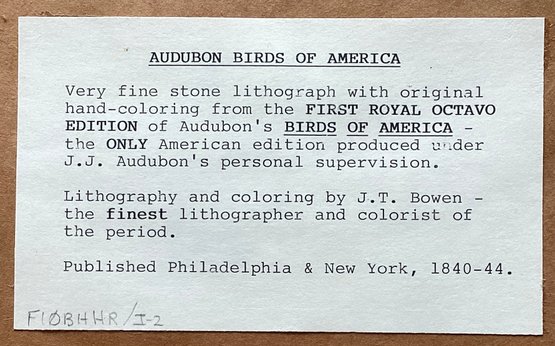 AUDUBON BIRDS OF AMERICA
Very fine stone lithograph with original
hand-coloring from the FIRST ROYAL OCTAVO
EDITION of Audubon's BIRDS OF AMERICA -
the ONLY American edition produced under
J.J. Audubon's personal supervision.
Lithography and coloring by J.T. Bowen -
the finest lithographer and colorist of
the period.
Published Philadelphia & New York, 1840-44.
F10BHHR/I-2